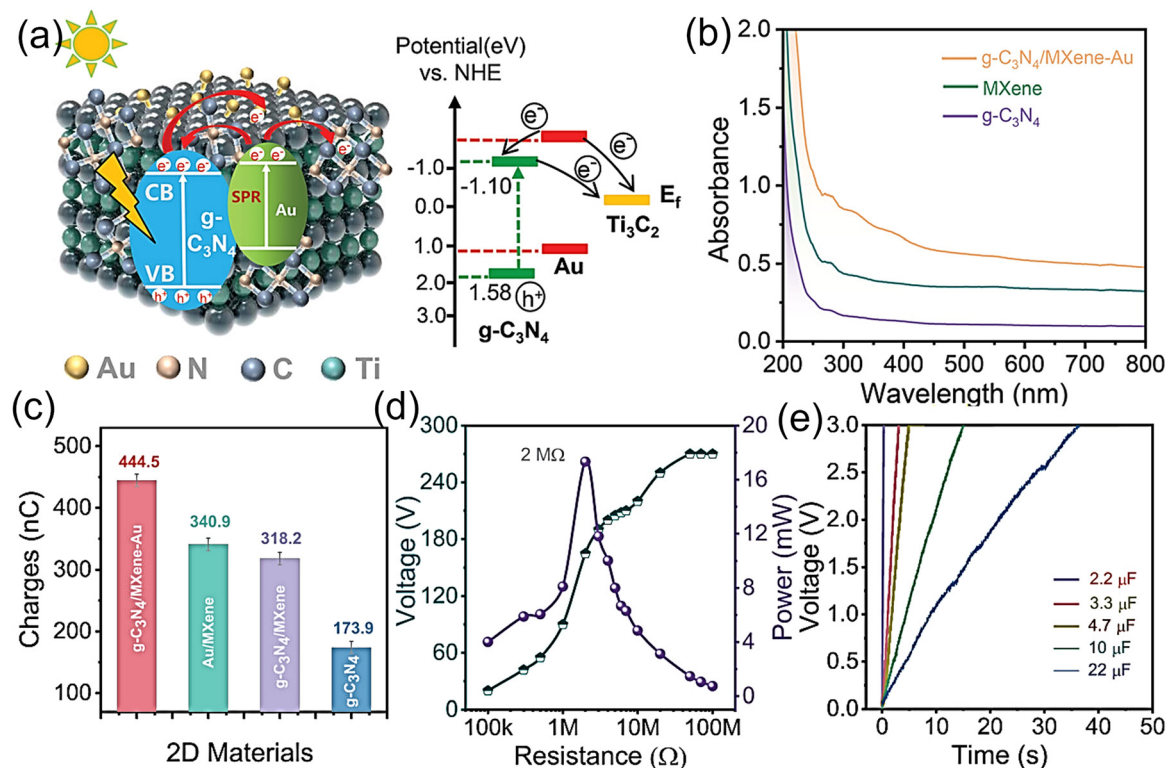 (a)
Potential(eV)
vs. NHE
e⁻
e⁻ e⁻ e⁻
e⁻ e⁻
e⁻
CB
SPR
g-
C₃N₄
Au
VB
h⁺ h⁺ h⁺
e⁻
e⁻
e⁻
-1.0
-1.10
0.0
1.0
2.0
3.0
1.58
h⁺
E_f
Ti₃C₂
Au
g-C₃N₄
Au N C Ti
(b)
2.0
1.5
1.0
0.5
0.0
Absorbance
g-C₃N₄/MXene-Au
MXene
g-C₃N₄
200 300 400 500 600 700 800
Wavelength (nm)
(c)
500
400
300
200
100
Charges (nC)
444.5
340.9
318.2
173.9
g-C₃N₄/MXene-Au
Au/MXene
g-C₃N₄/MXene
g-C₃N₄
2D Materials
(d)
300
240
180
120
60
0
Voltage (V)
2 MΩ
20
16
12
8
4
0
Power (mW)
100k 1M 10M 100M
Resistance (Ω)
(e)
3.0
2.5
2.0
1.5
1.0
0.5
0.0
Voltage (V)
2.2 μF
3.3 μF
4.7 μF
10 μF
22 μF
0 10 20 30 40 50
Time (s)